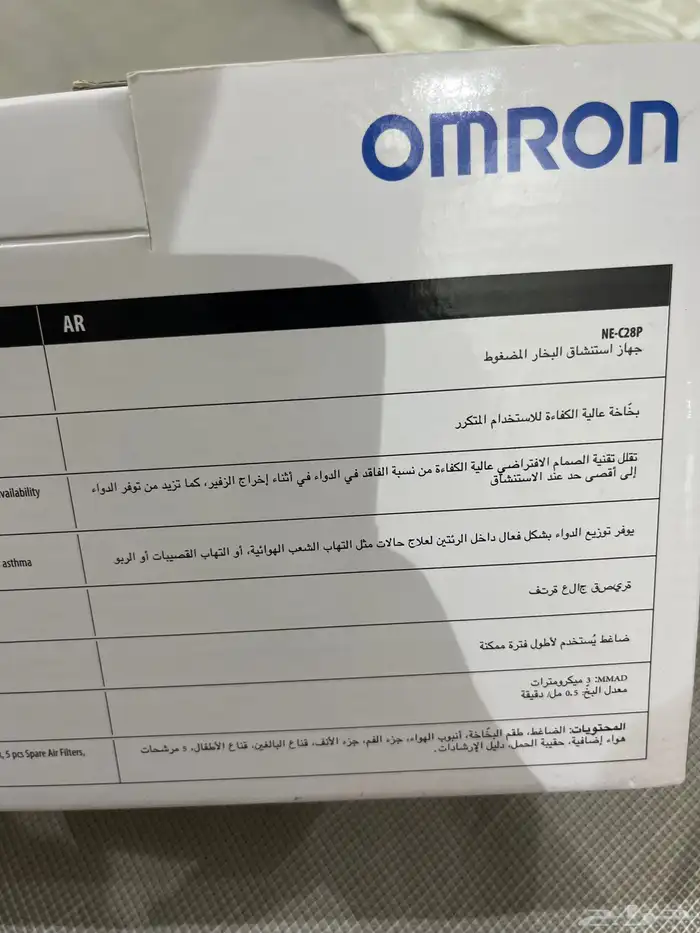 OMRON
AR
NE-C28P
جهاز استنشاق البخار المضغوط
بخّاخة عالية الكفاءة للاستخدام المتكرر
تقلل تقنية الصمام الافتراضي عالية الكفاءة من نسبة الفاقد في الدواء في أثناء إخراج الزفير، كما تزيد من توفر الدواء
إلى أقصى حد عند الاستنشاق
vailability
يوفر توزيع الدواء بشكل فعال داخل الرئتين لعلاج حالات مثل التهاب الشعب الهوائية، أو التهاب القصيبات أو الربو
asthma
ةريصق جالع ةرتف
ضاغط يُستخدم لأطول فترة ممكنة
MMAD: 3 ميكرومترات
معدل البخّ: 0.5 مل/ دقيقة
المحتويات: الضاغط، طقم البخّاخة، أنبوب الهواء، جزء الفم، جزء الأنف، قناع البالغين، قناع الأطفال، 5 مرشحات
هواء إضافية، حقيبة الحمل، دليل الإرشادات.
, 5 pcs Spare Air Filters,